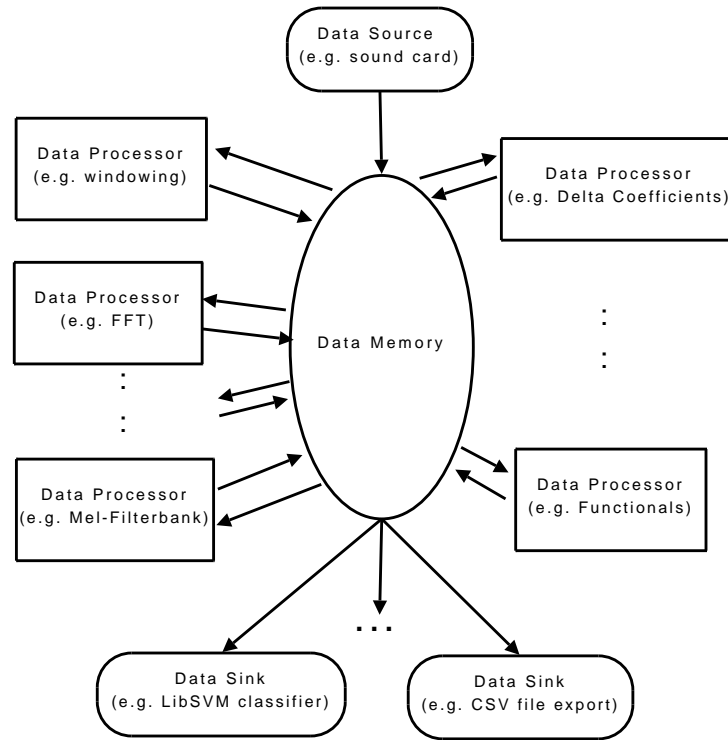 Data Source
(e.g. sound card)
Data Processor
(e.g. windowing)
Data Processor
(e.g. Delta Coefficients)
Data Processor
(e.g. FFT)
Data Memory
Data Processor
(e.g. Mel-Filterbank)
Data Processor
(e.g. Functionals)
...
Data Sink
(e.g. LibSVM classifier)
Data Sink
(e.g. CSV file export)